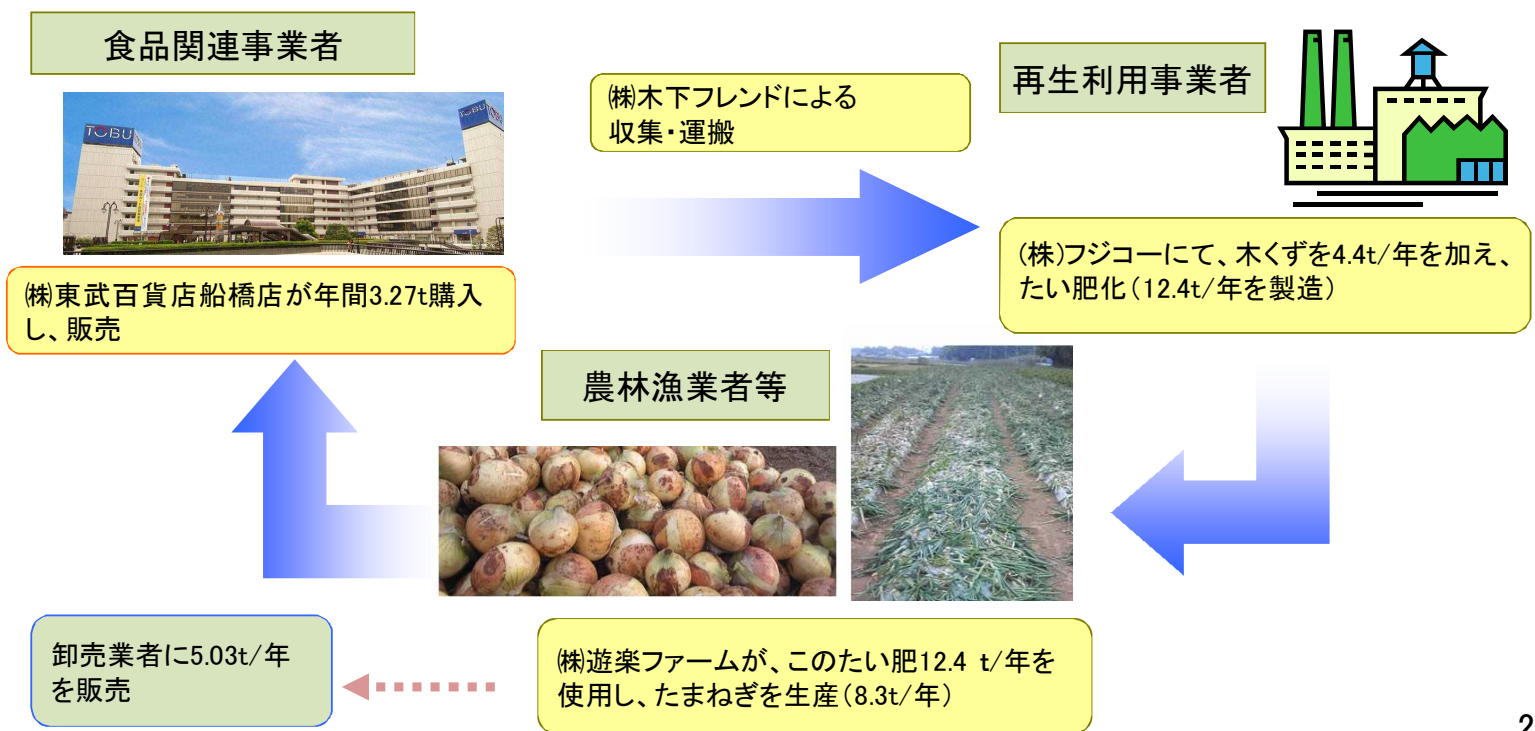 食品関連事業者
TOBU
TOBU
㈱東武百貨店船橋店が年間3.27t購入
し、販売
㈱木下フレンドによる
収集・運搬
再生利用事業者
(株)フジコーにて、木くずを4.4t/年を加え、
たい肥化(12.4t/年を製造)
農林漁業者等
㈱遊楽ファームが、このたい肥12.4 t/年を
使用し、たまねぎを生産(8.3t/年)
卸売業者に5.03t/年
を販売
2